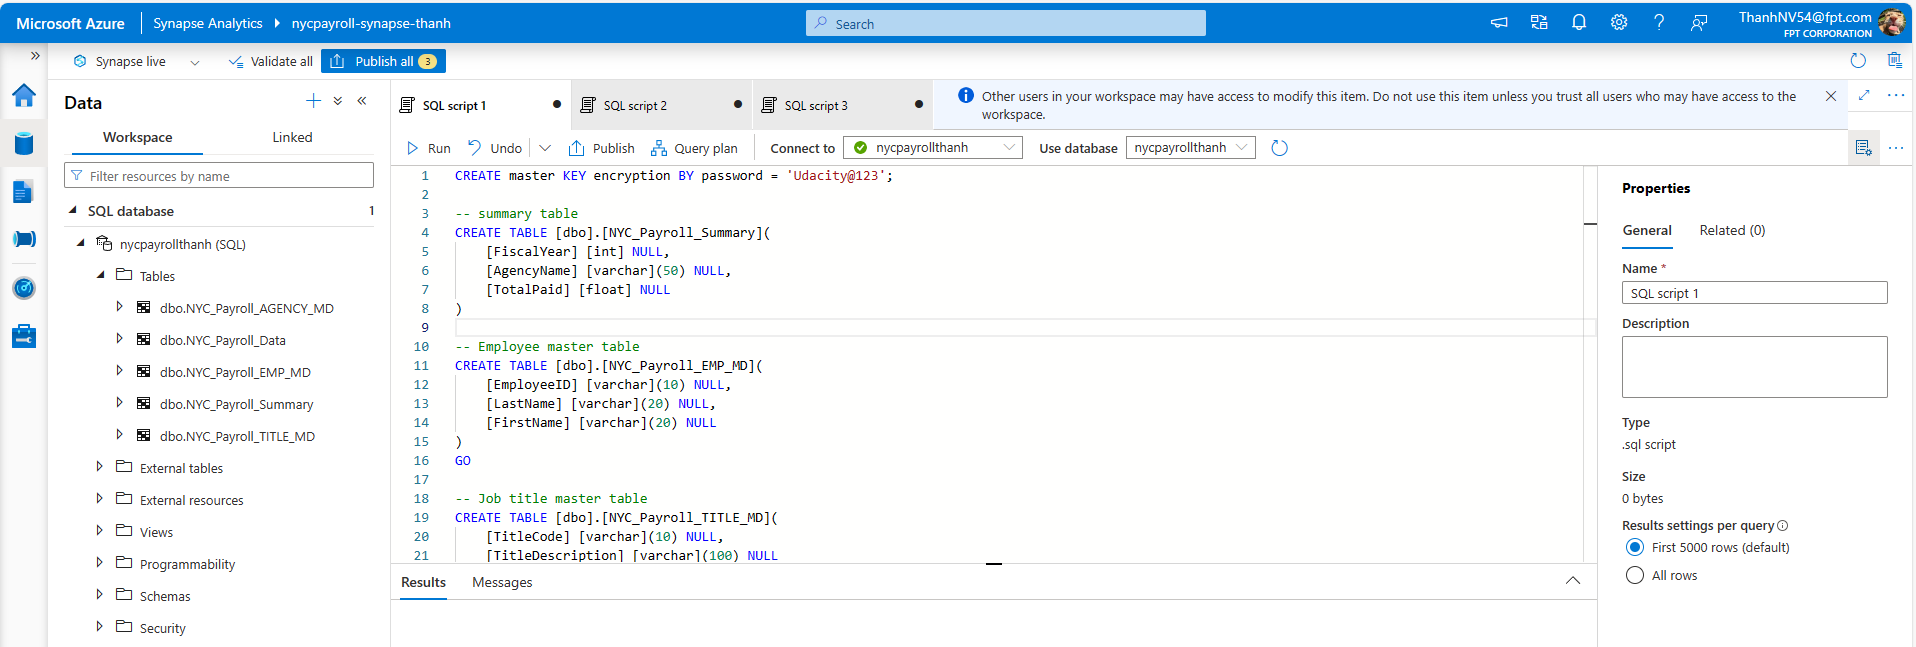 Microsoft Azure
Synapse Analytics
nycpayroll-synapse-thanh
Search
ThanhNV54@fpt.com
FPT CORPORATION
Synapse live
Validate all
Publish all 3
Data
Workspace
Linked
Filter resources by name
SQL database 1
nycpayrollthanh (SQL)
Tables
dbo.NYC_Payroll_AGENCY_MD
dbo.NYC_Payroll_Data
dbo.NYC_Payroll_EMP_MD
dbo.NYC_Payroll_Summary
dbo.NYC_Payroll_TITLE_MD
External tables
External resources
Views
Programmability
Schemas
Security
SQL script 1
SQL script 2
SQL script 3
Other users in your workspace may have access to modify this item. Do not use this item unless you trust all users who may have access to the
workspace.
Run
Undo
Publish
Query plan
Connect to
nycpayrollthanh
Use database
nycpayrollthanh
1 CREATE master KEY encryption BY password = 'Udacity@123';
2
3 -- summary table
4 CREATE TABLE [dbo].[NYC_Payroll_Summary](
5 [FiscalYear] [int] NULL,
6 [AgencyName] [varchar](50) NULL,
7 [TotalPaid] [float] NULL
8 )
9
10 -- Employee master table
11 CREATE TABLE [dbo].[NYC_Payroll_EMP_MD](
12 [EmployeeID] [varchar](10) NULL,
13 [LastName] [varchar](20) NULL,
14 [FirstName] [varchar](20) NULL
15 )
16 GO
17
18 -- Job title master table
19 CREATE TABLE [dbo].[NYC_Payroll_TITLE_MD](
20 [TitleCode] [varchar](10) NULL,
21 [TitleDescription] [varchar](100) NULL
Results
Messages
Properties
General
Related (0)
Name *
SQL script 1
Description
Type
.sql script
Size
0 bytes
Results settings per query
First 5000 rows (default)
All rows